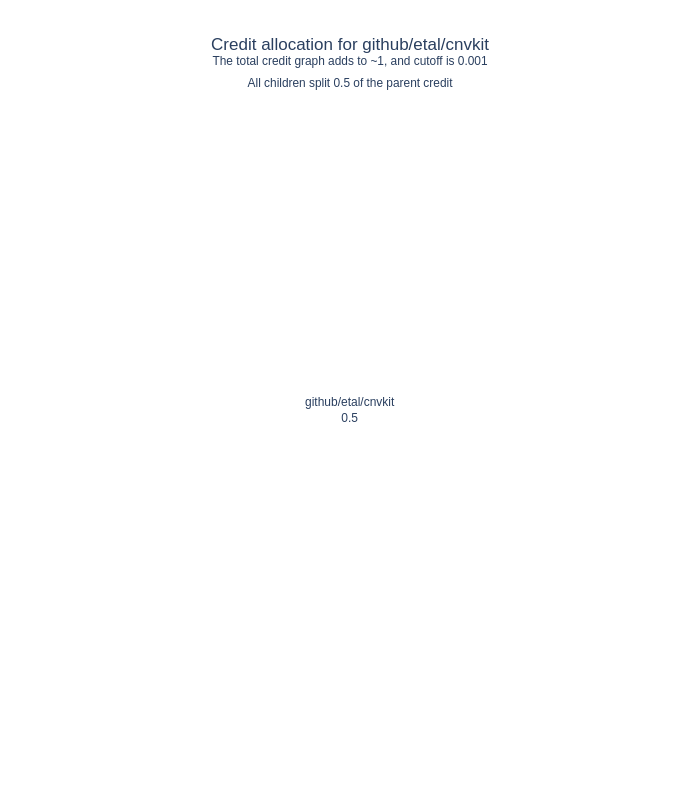 Credit allocation for github/etal/cnvkit
The total credit graph adds to ~1, and cutoff is 0.001
All children split 0.5 of the parent credit
github/etal/cnvkit
0.5